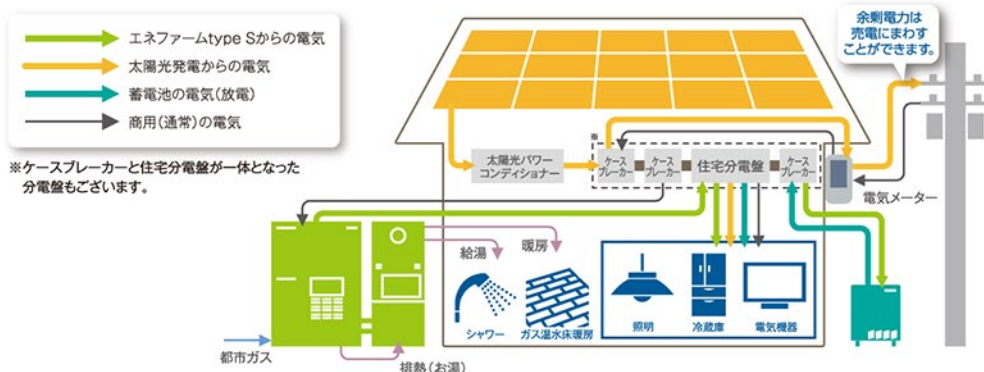 エネファームtype Sからの電気
太陽光発電からの電気
蓄電池の電気(放電)
商用(通常)の電気
※ケースブレーカーと住宅分電盤が一体となった
分電盤もございます。
余剰電力は
売電にまわす
ことができます。
※
太陽光パワー
コンディショナー
ケース
ブレーカー
ケース
ブレーカー
住宅分電盤
ケース
ブレーカー
電気メーター
給湯
暖房
シャワー
ガス温水床暖房
照明
冷蔵庫
電気機器
都市ガス
排熱(お湯)